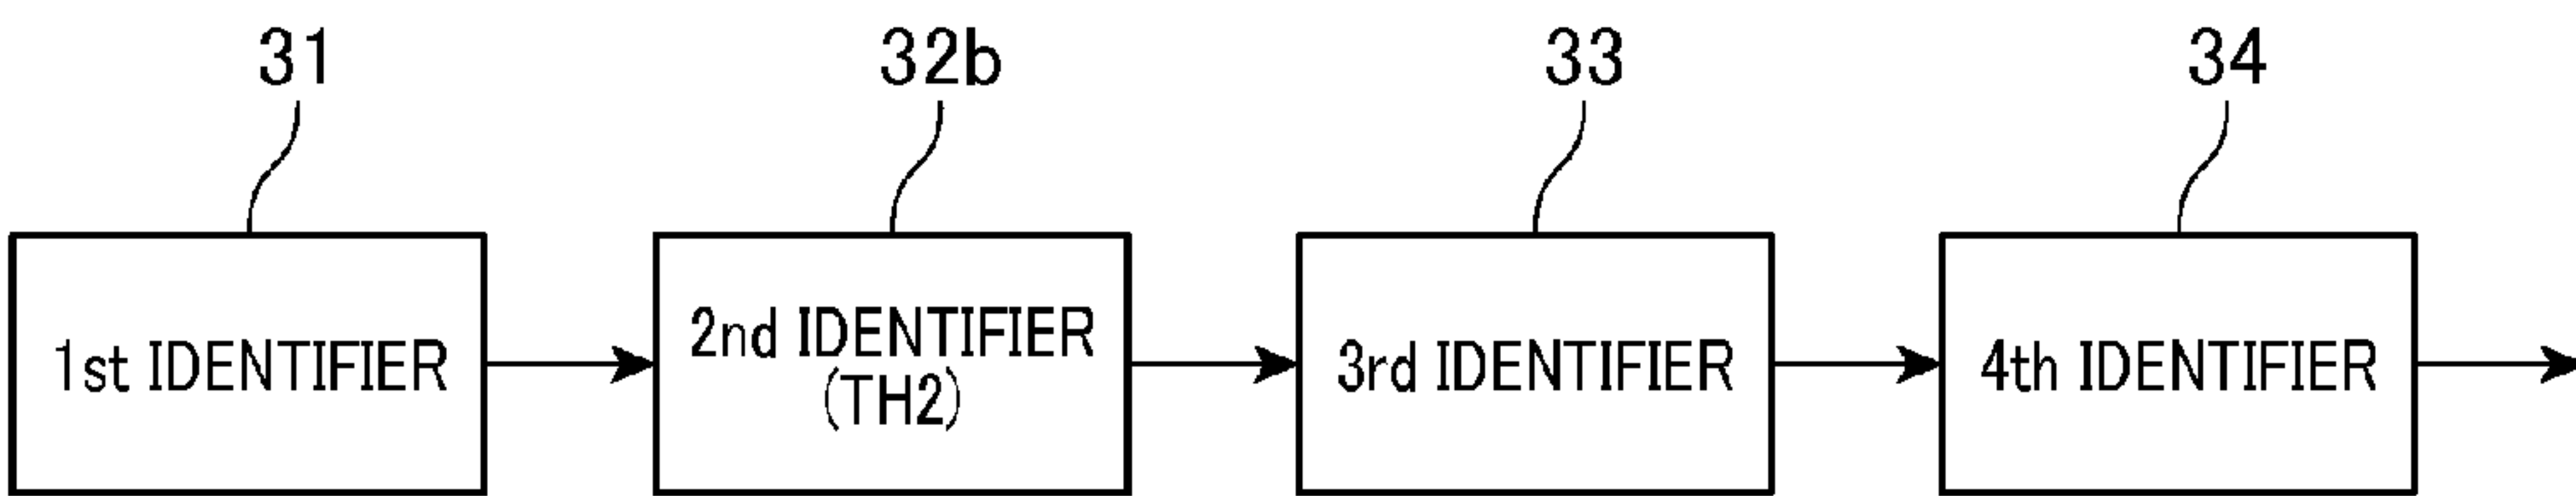 31
32b
33
34
1st IDENTIFIER
2nd IDENTIFIER
(TH2)
3rd IDENTIFIER
4th IDENTIFIER